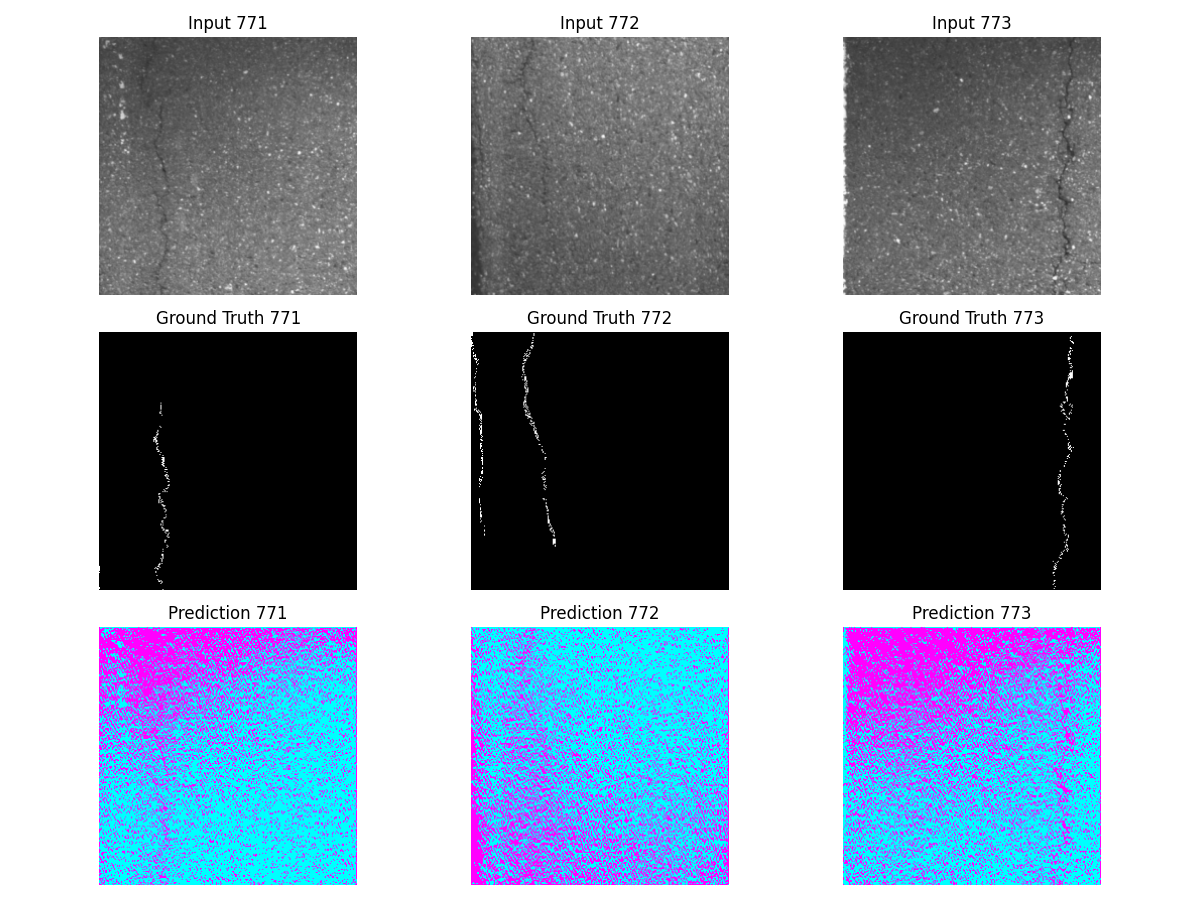 Input 771
Input 772
Input 773
Ground Truth 771
Ground Truth 772
Ground Truth 773
Prediction 771
Prediction 772
Prediction 773